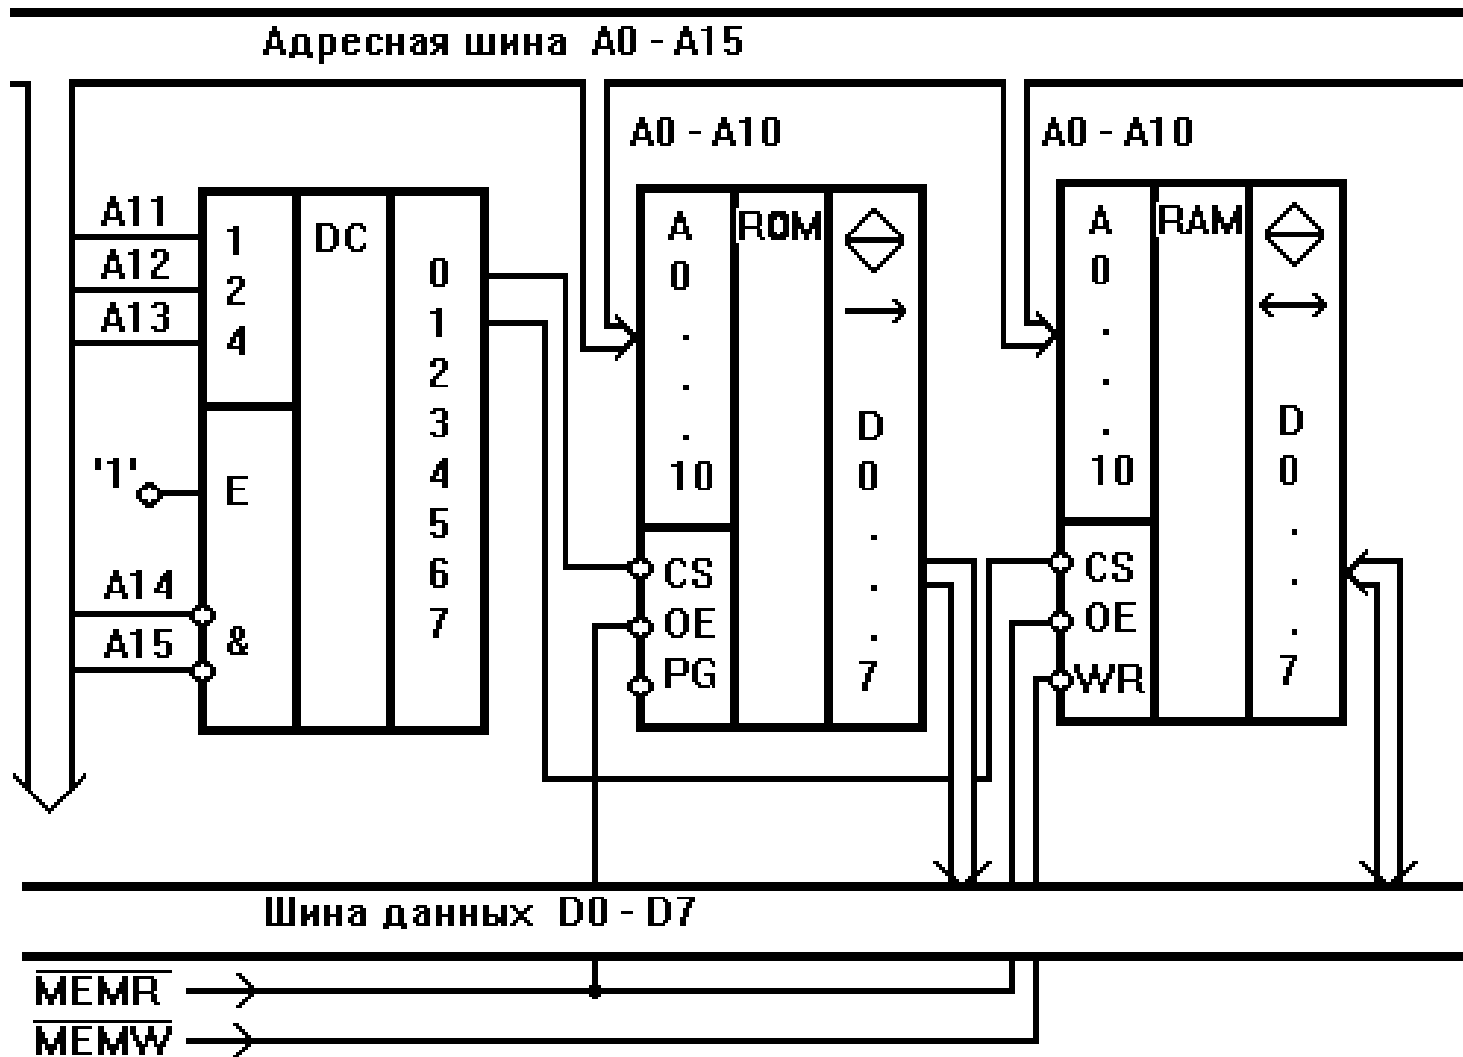 Адресная шина A0 - A15
A0 - A10
A0 - A10
A11
A12
A13
'1'
A14
A15
1
2
4
E
&
DC
0
1
2
3
4
5
6
7
A
0
.
.
.
10
CS
OE
PG
ROM
D
0
.
.
.
7
A
0
.
.
.
10
CS
OE
WR
RAM
D
0
.
.
.
7
Шина данных D0 - D7
MEMR
MEMW